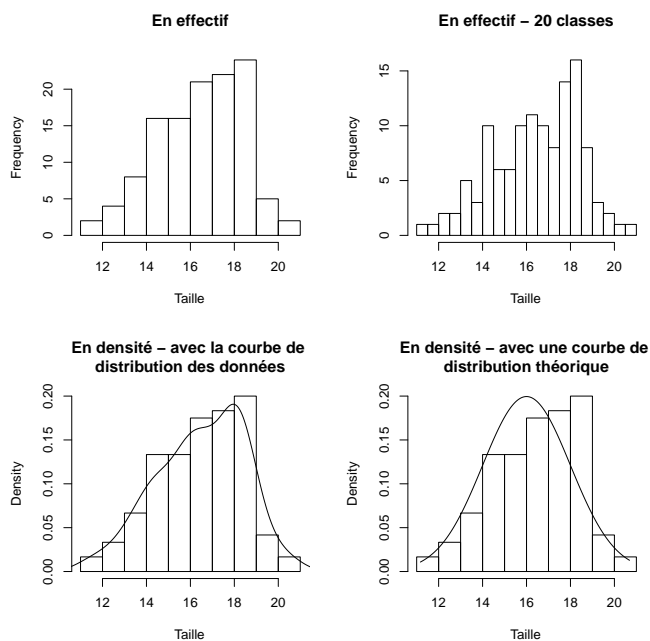 En effectif
Frequency
0
5
10
15
20
12 14 16 18 20
Taille
En effectif − 20 classes
Frequency
0
5
10
15
12 14 16 18 20
Taille
En densité − avec la courbe de
distribution des données
Density
0.00
0.05
0.10
0.15
0.20
12 14 16 18 20
Taille
En densité − avec une courbe de
distribution théorique
Density
0.00
0.05
0.10
0.15
0.20
12 14 16 18 20
Taille